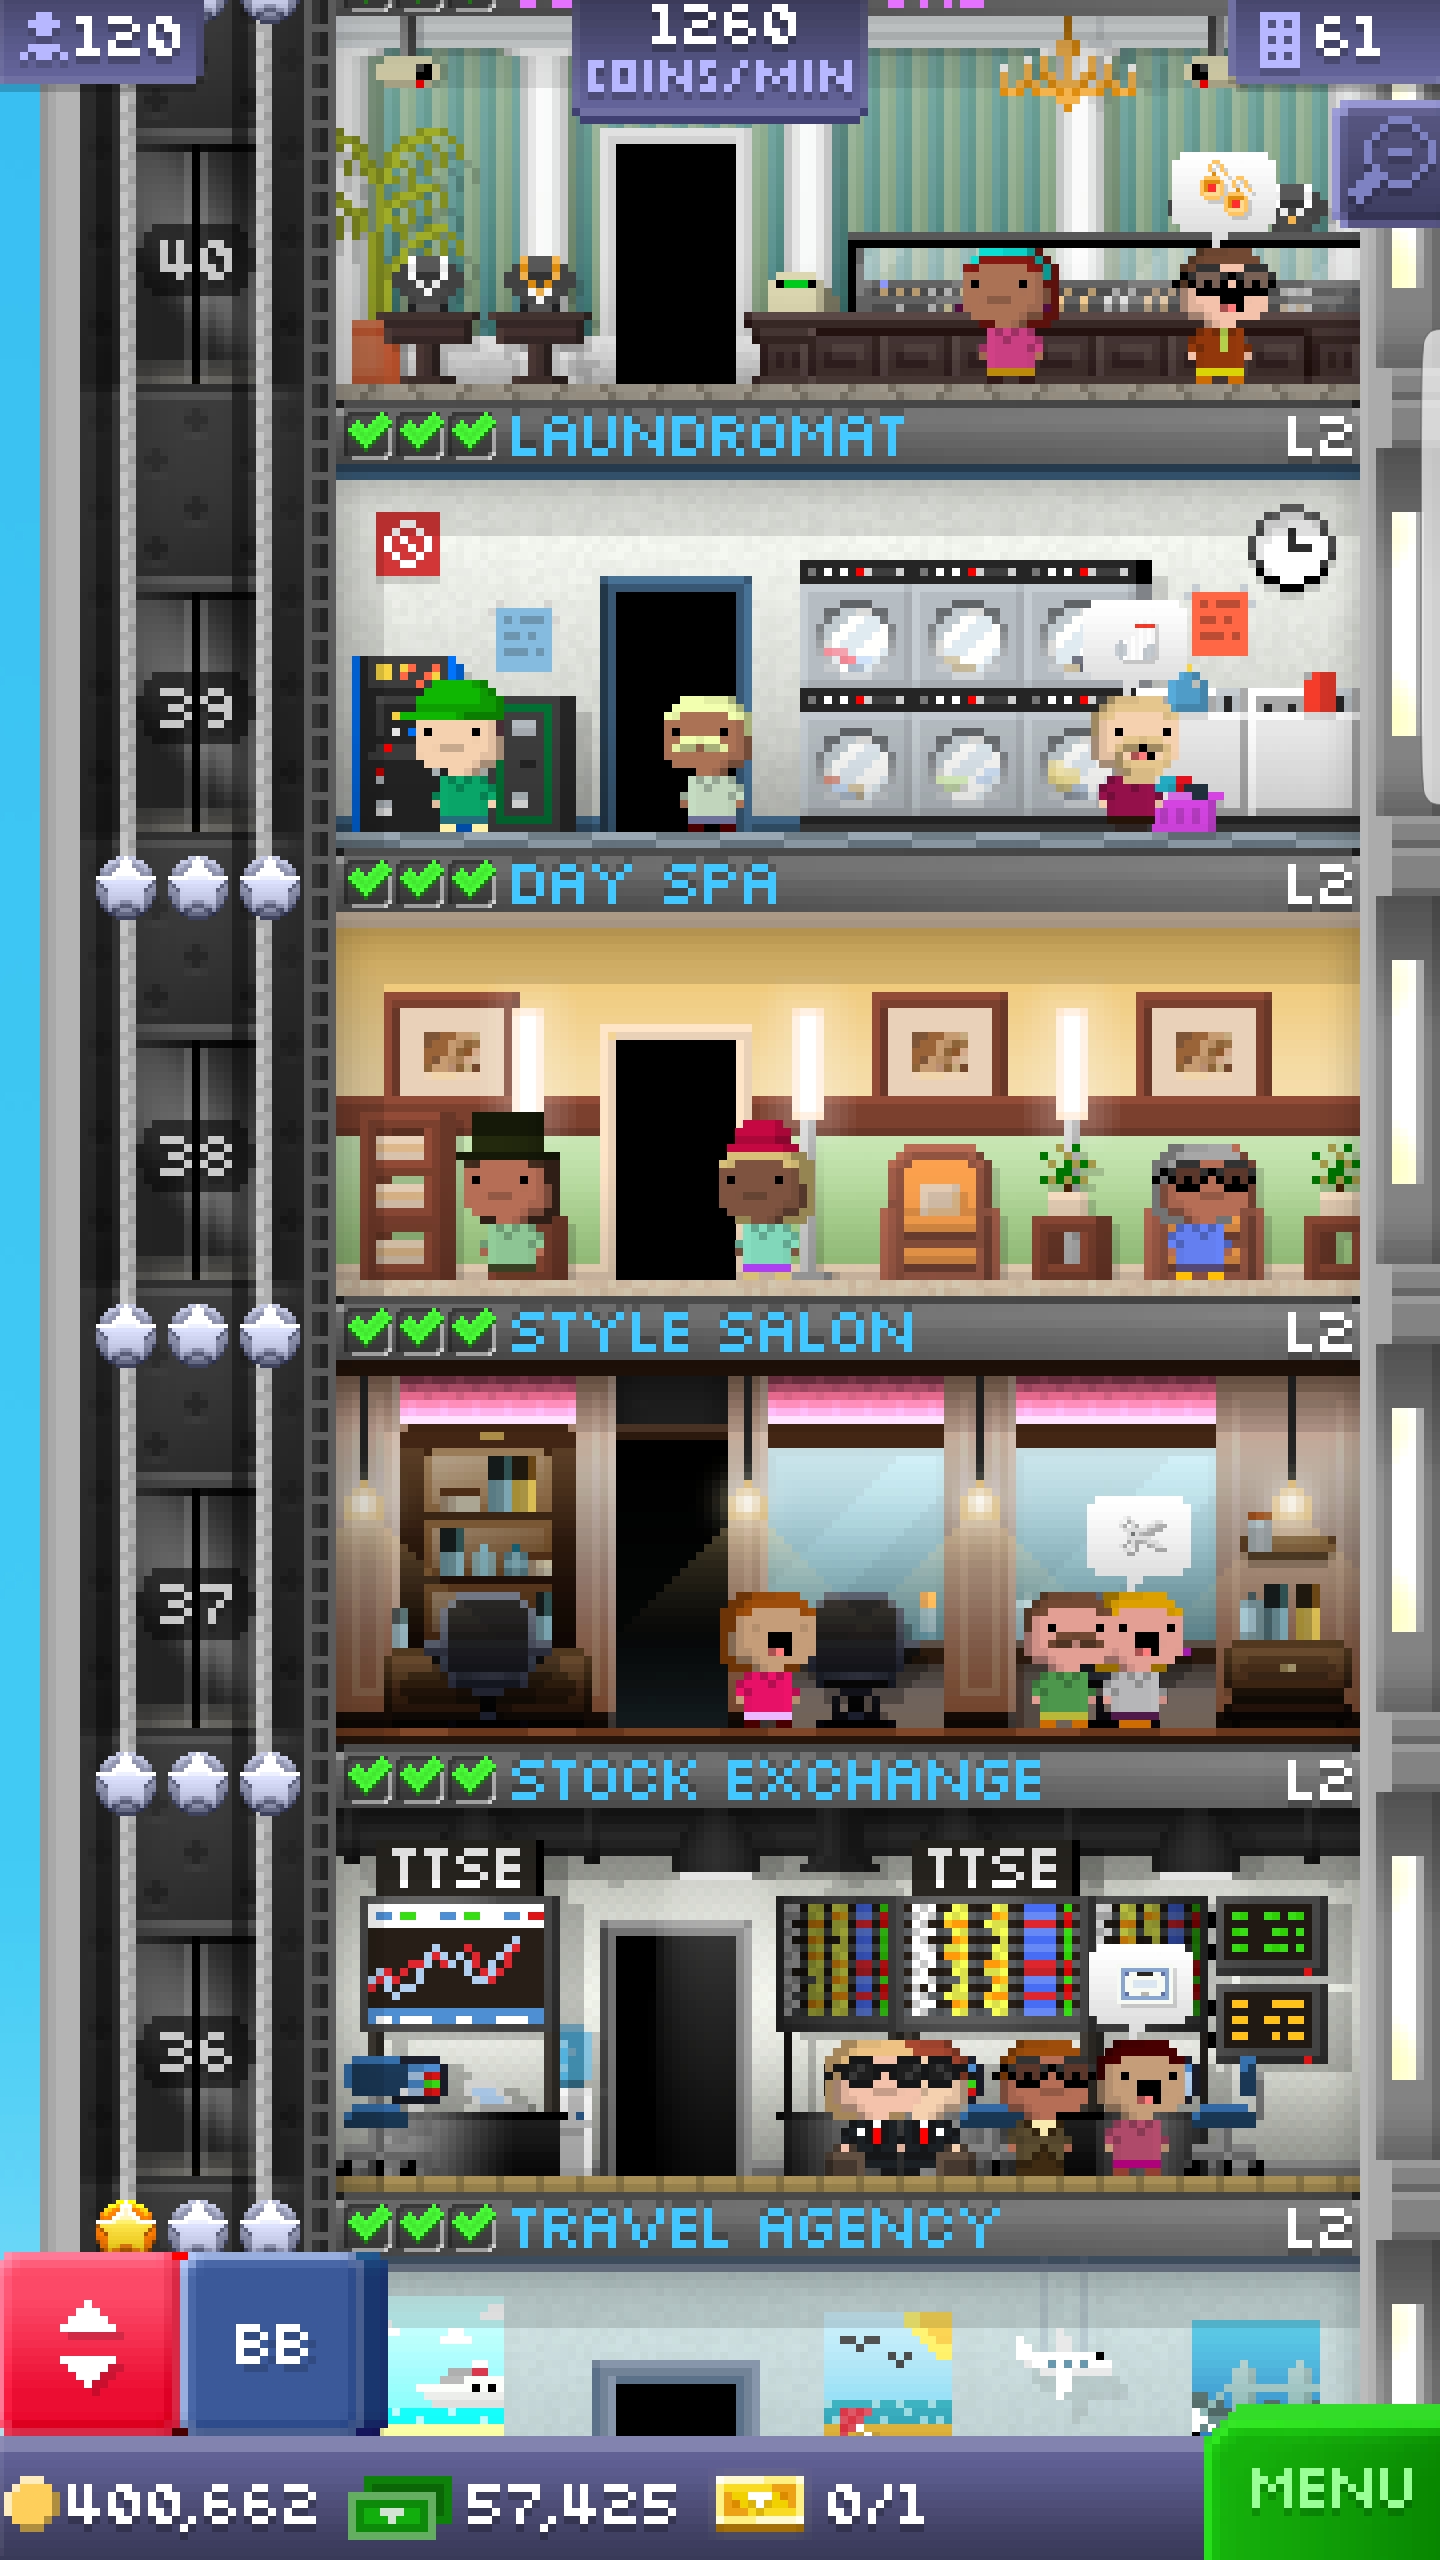 120
1260
COINS/MIN
61
40
LAUNDROMAT L2
39
DAY SPA L2
38
STYLE SALON L2
37
STOCK EXCHANGE L2
TTSE TTSE
36
TRAVEL AGENCY L2
BB
400,662 57,425 0/1
MENU